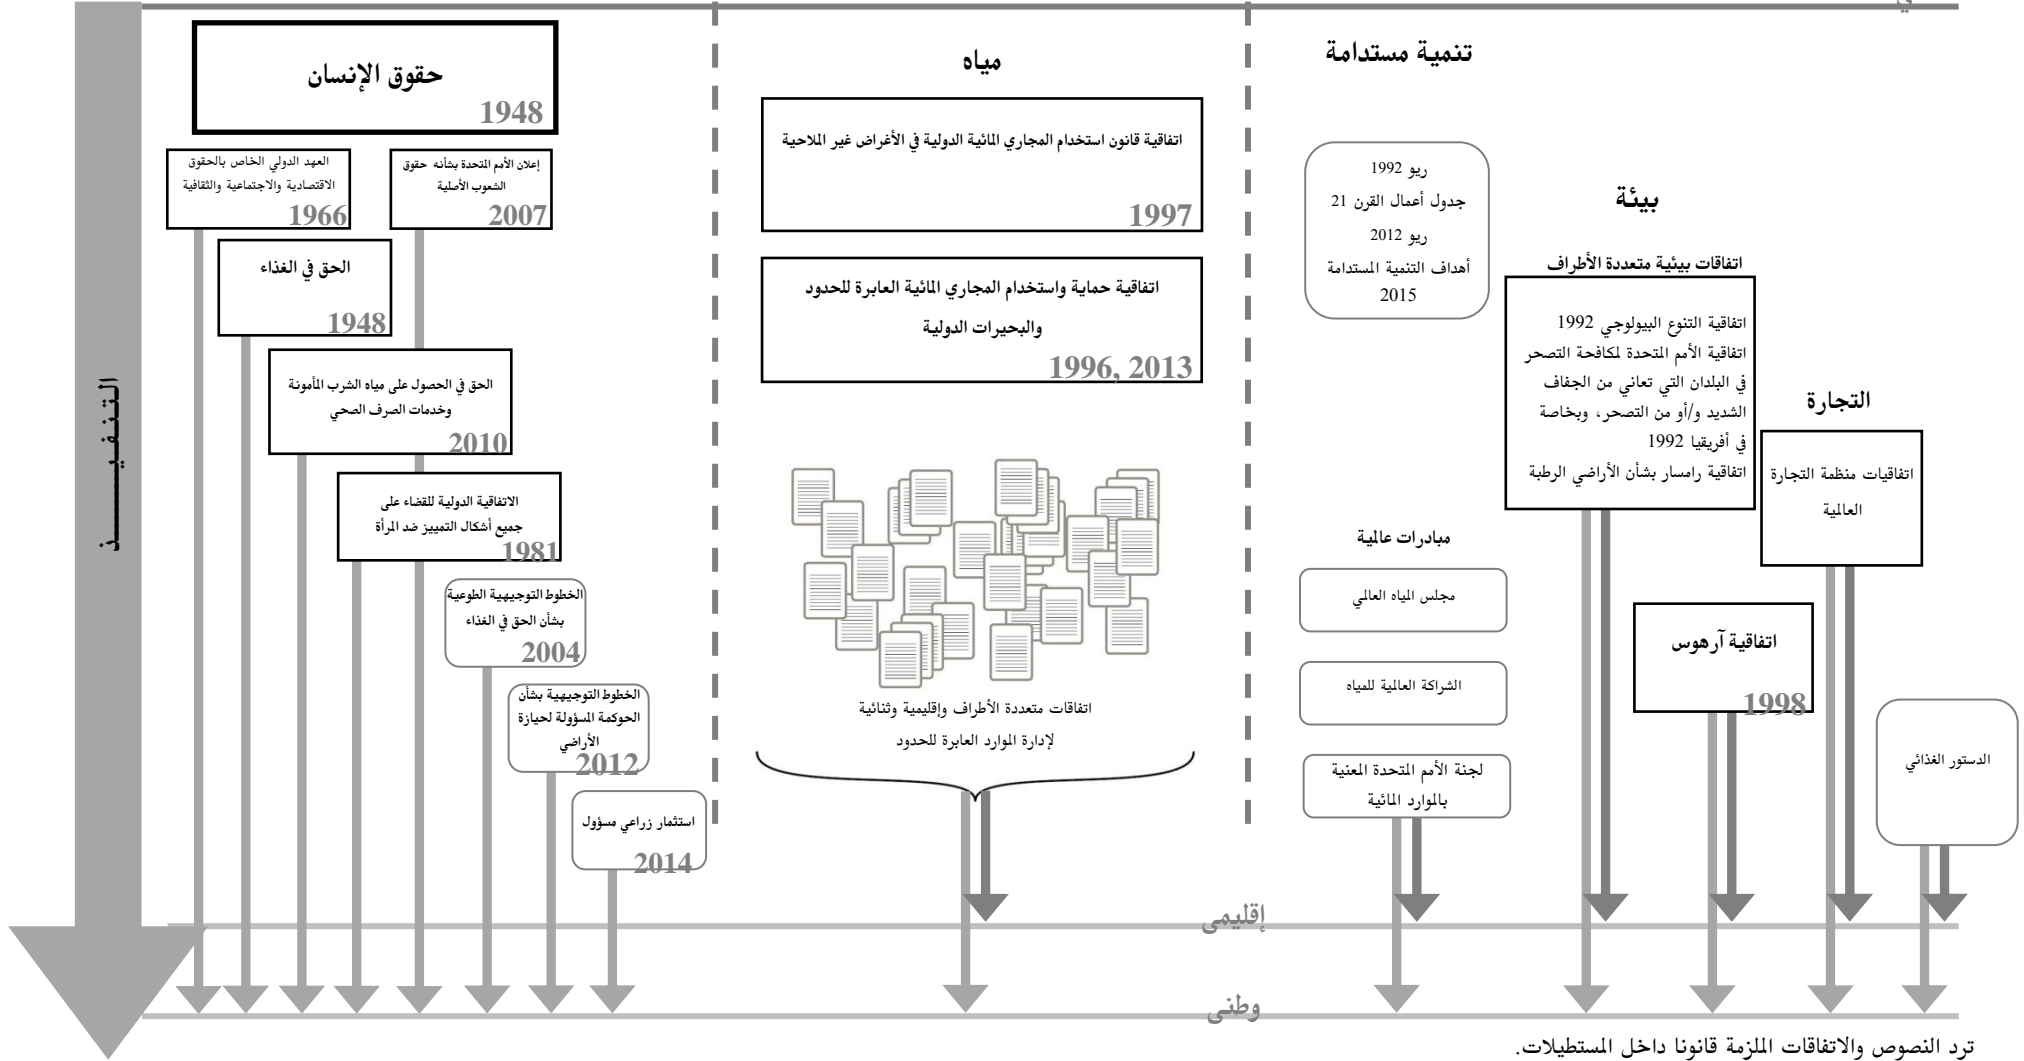 حقوق الإنسان
1948
العهد الدولي الخاص بالحقوق
الاقتصادية والاجتماعية والثقافية
1966
إعلان الأمم المتحدة بشأنه حقوق
الشعوب الأصلية
2007
الحق في الغذاء
1948
الحق في الحصول على مياه الشرب المأمونة
وخدمات الصرف الصحي
2010
الاتفاقية الدولية للقضاء على
جميع أشكال التمييز ضد المرأة
1981
الخطوط التوجيهية الطوعية
بشأن الحق في الغذاء
2004
الخطوط التوجيهية بشأن
الحوكمة المسؤولة لحيازة
الأراضي
2012
استثمار زراعي مسؤول
2014
التنفيــــــذ
مياه
اتفاقية قانون استخدام المجاري المائية الدولية في الأغراض غير الملاحية
1997
اتفاقية حماية واستخدام المجاري المائية العابرة للحدود
والبحيرات الدولية
1996, 2013
اتفاقات متعددة الأطراف وإقليمية وثنائية
لإدارة الموارد العابرة للحدود
تنمية مستدامة
ريو 1992
جدول أعمال القرن 21
ريو 2012
أهداف التنمية المستدامة
2015
مبادرات عالمية
مجلس المياه العالمي
الشراكة العالمية للمياه
لجنة الأمم المتحدة المعنية
بالموارد المائية
بيئة
اتفاقات بيئية متعددة الأطراف
اتفاقية التنوع البيولوجي 1992
اتفاقية الأمم المتحدة لمكافحة التصحر
في البلدان التي تعاني من الجفاف
الشديد و/أو من التصحر، وبخاصة
في أفريقيا 1992
اتفاقية رامسار بشأن الأراضي الرطبة
التجارة
اتفاقيات منظمة التجارة
العالمية
اتفاقية آرهوس
1998
الدستور الغذائي
إقليمى
وطنى
ترد النصوص والاتفاقات الملزمة قانونا داخل المستطيلات.